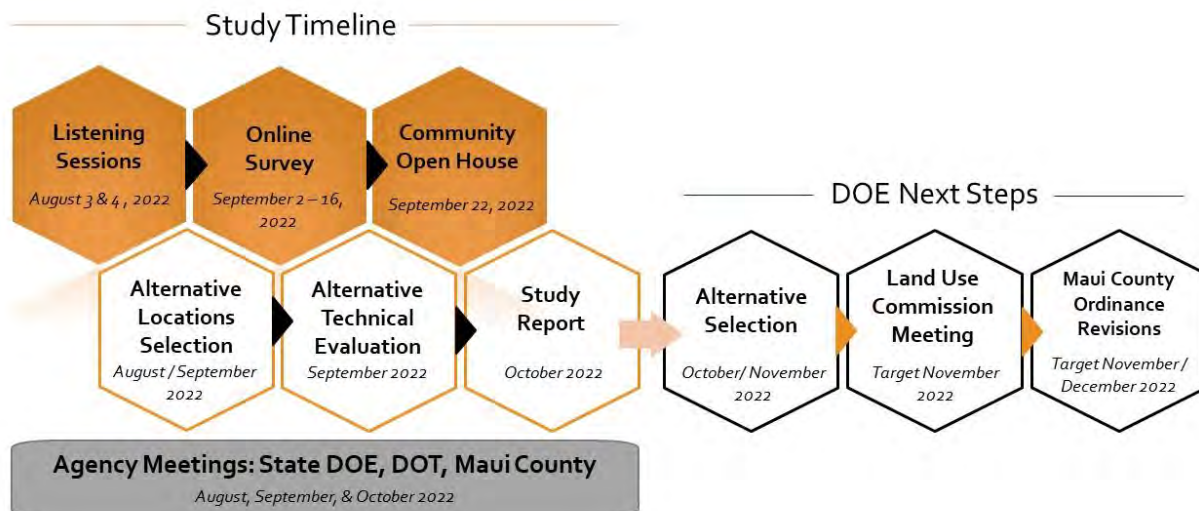 Study Timeline
Listening
Sessions
August 3 & 4 , 2022
Online
Survey
September 2 – 16,
2022
Community
Open House
September 22, 2022
Alternative
Locations
Selection
August / September
2022
Alternative
Technical
Evaluation
September 2022
Study
Report
October 2022
Agency Meetings: State DOE, DOT, Maui County
August, September, & October 2022
DOE Next Steps
Alternative
Selection
October/ November
2022
Land Use
Commission
Meeting
Target November
2022
Maui County
Ordinance
Revisions
Target November /
December 2022